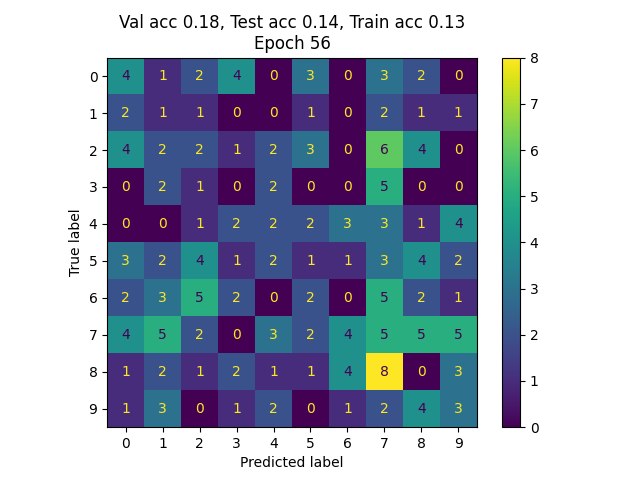 Val acc 0.18, Test acc 0.14, Train acc 0.13
Epoch 56
0 4 1 2 4 0 3 0 3 2 0
1 2 1 1 0 0 1 0 2 1 1
2 4 2 2 1 2 3 0 6 4 0
3 0 2 1 0 2 0 0 5 0 0
4 0 0 1 2 2 2 3 3 1 4
5 3 2 4 1 2 1 1 3 4 2
6 2 3 5 2 0 2 0 5 2 1
7 4 5 2 0 3 2 4 5 5 5
8 1 2 1 2 1 1 4 8 0 3
9 1 3 0 1 2 0 1 2 4 3
0 1 2 3 4 5 6 7 8 9
Predicted label
True label
8
7
6
5
4
3
2
1
0